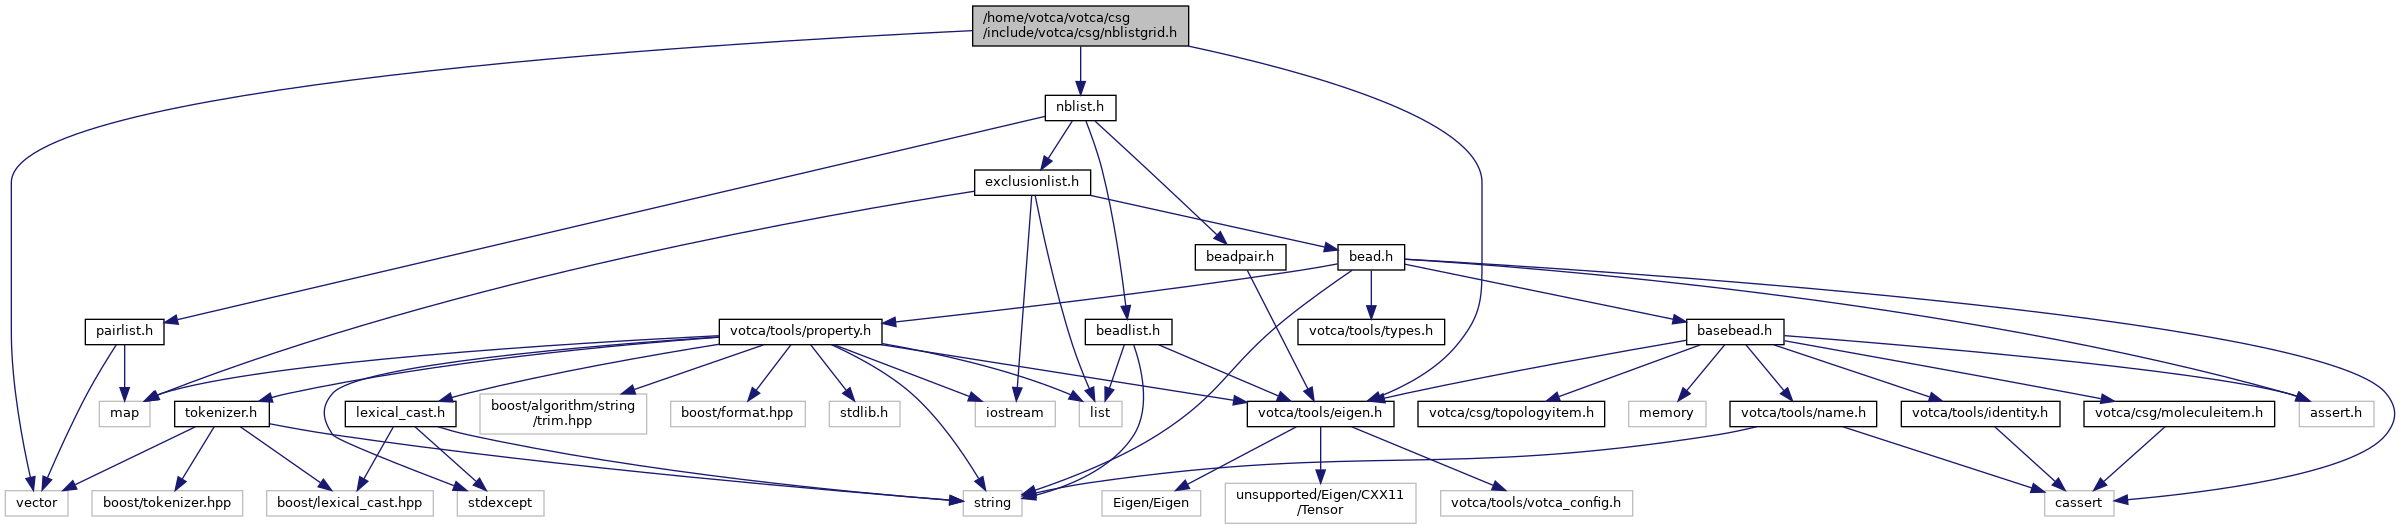 /home/votca/votca/csg
/include/votca/csg/nblistgrid.h
nblist.h
exclusionlist.h
beadpair.h
bead.h
pairlist.h
votca/tools/property.h
beadlist.h
votca/tools/types.h
basebead.h
map
tokenizer.h
lexical_cast.h
boost/algorithm/string
/trim.hpp
boost/format.hpp
stdlib.h
iostream
list
votca/tools/eigen.h
votca/csg/topologyitem.h
memory
votca/tools/name.h
votca/tools/identity.h
votca/csg/moleculeitem.h
assert.h
vector
boost/tokenizer.hpp
boost/lexical_cast.hpp
stdexcept
string
Eigen/Eigen
unsupported/Eigen/CXX11
/Tensor
votca/tools/votca_config.h
cassert